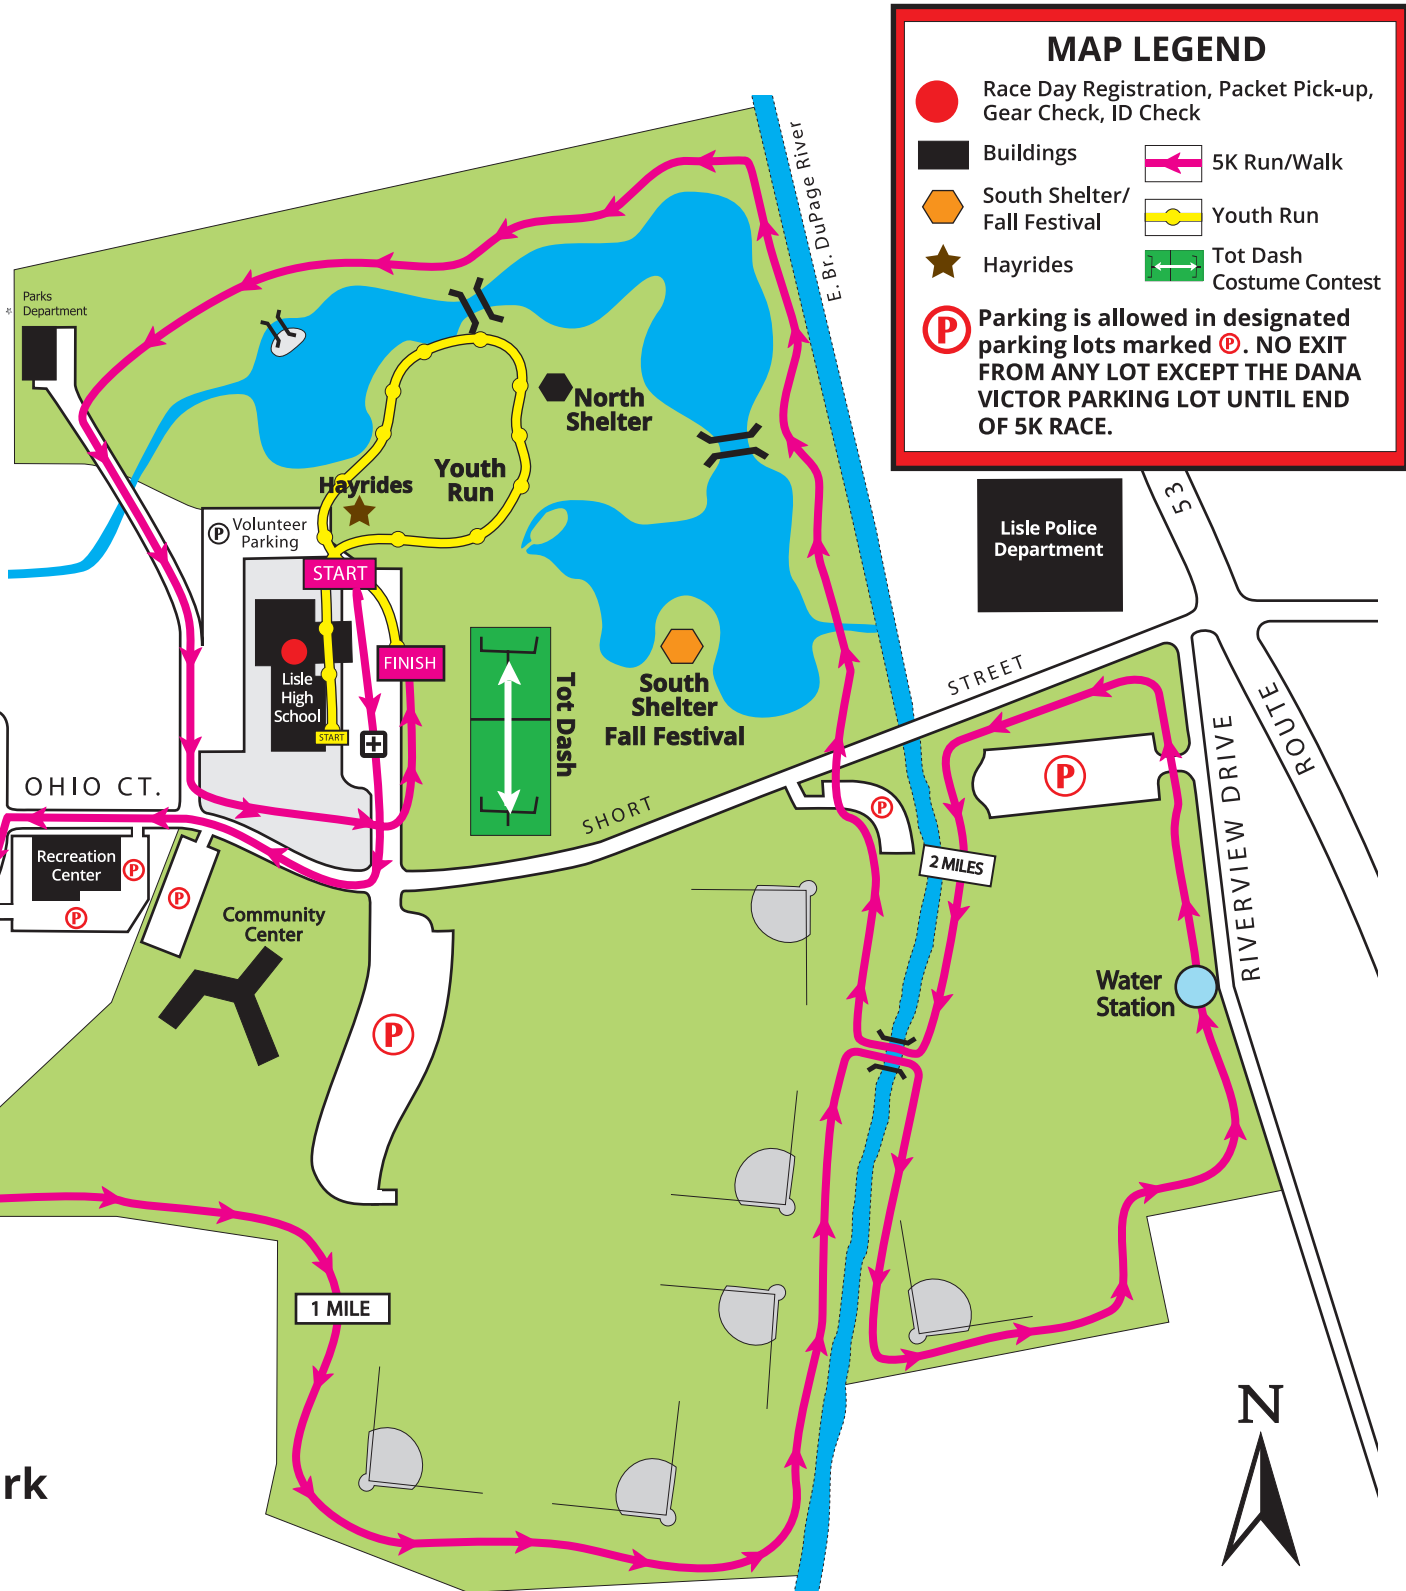 MAP LEGEND
Race Day Registration, Packet Pick-up,
Gear Check, ID Check
Buildings
5K Run/Walk
South Shelter/
Fall Festival
Youth Run
Hayrides
Tot Dash
Costume Contest
P
Parking is allowed in designated
parking lots marked P. NO EXIT
FROM ANY LOT EXCEPT THE DANA
VICTOR PARKING LOT UNTIL END
OF 5K RACE.
E. Br. DuPage River
Parks
Department
North
Shelter
Youth
Run
Hayrides
P Volunteer
Parking
START
FINISH
Lisle
High
School
START
Tot Dash
South
Shelter
Fall Festival
Lisle Police
Department
53
ROUTE
STREET
SHORT
RIVERVIEW DRIVE
OHIO CT.
P
P
2 MILES
Recreation
Center
P
P
P
Community
Center
P
Water
Station
1 MILE
rk
N